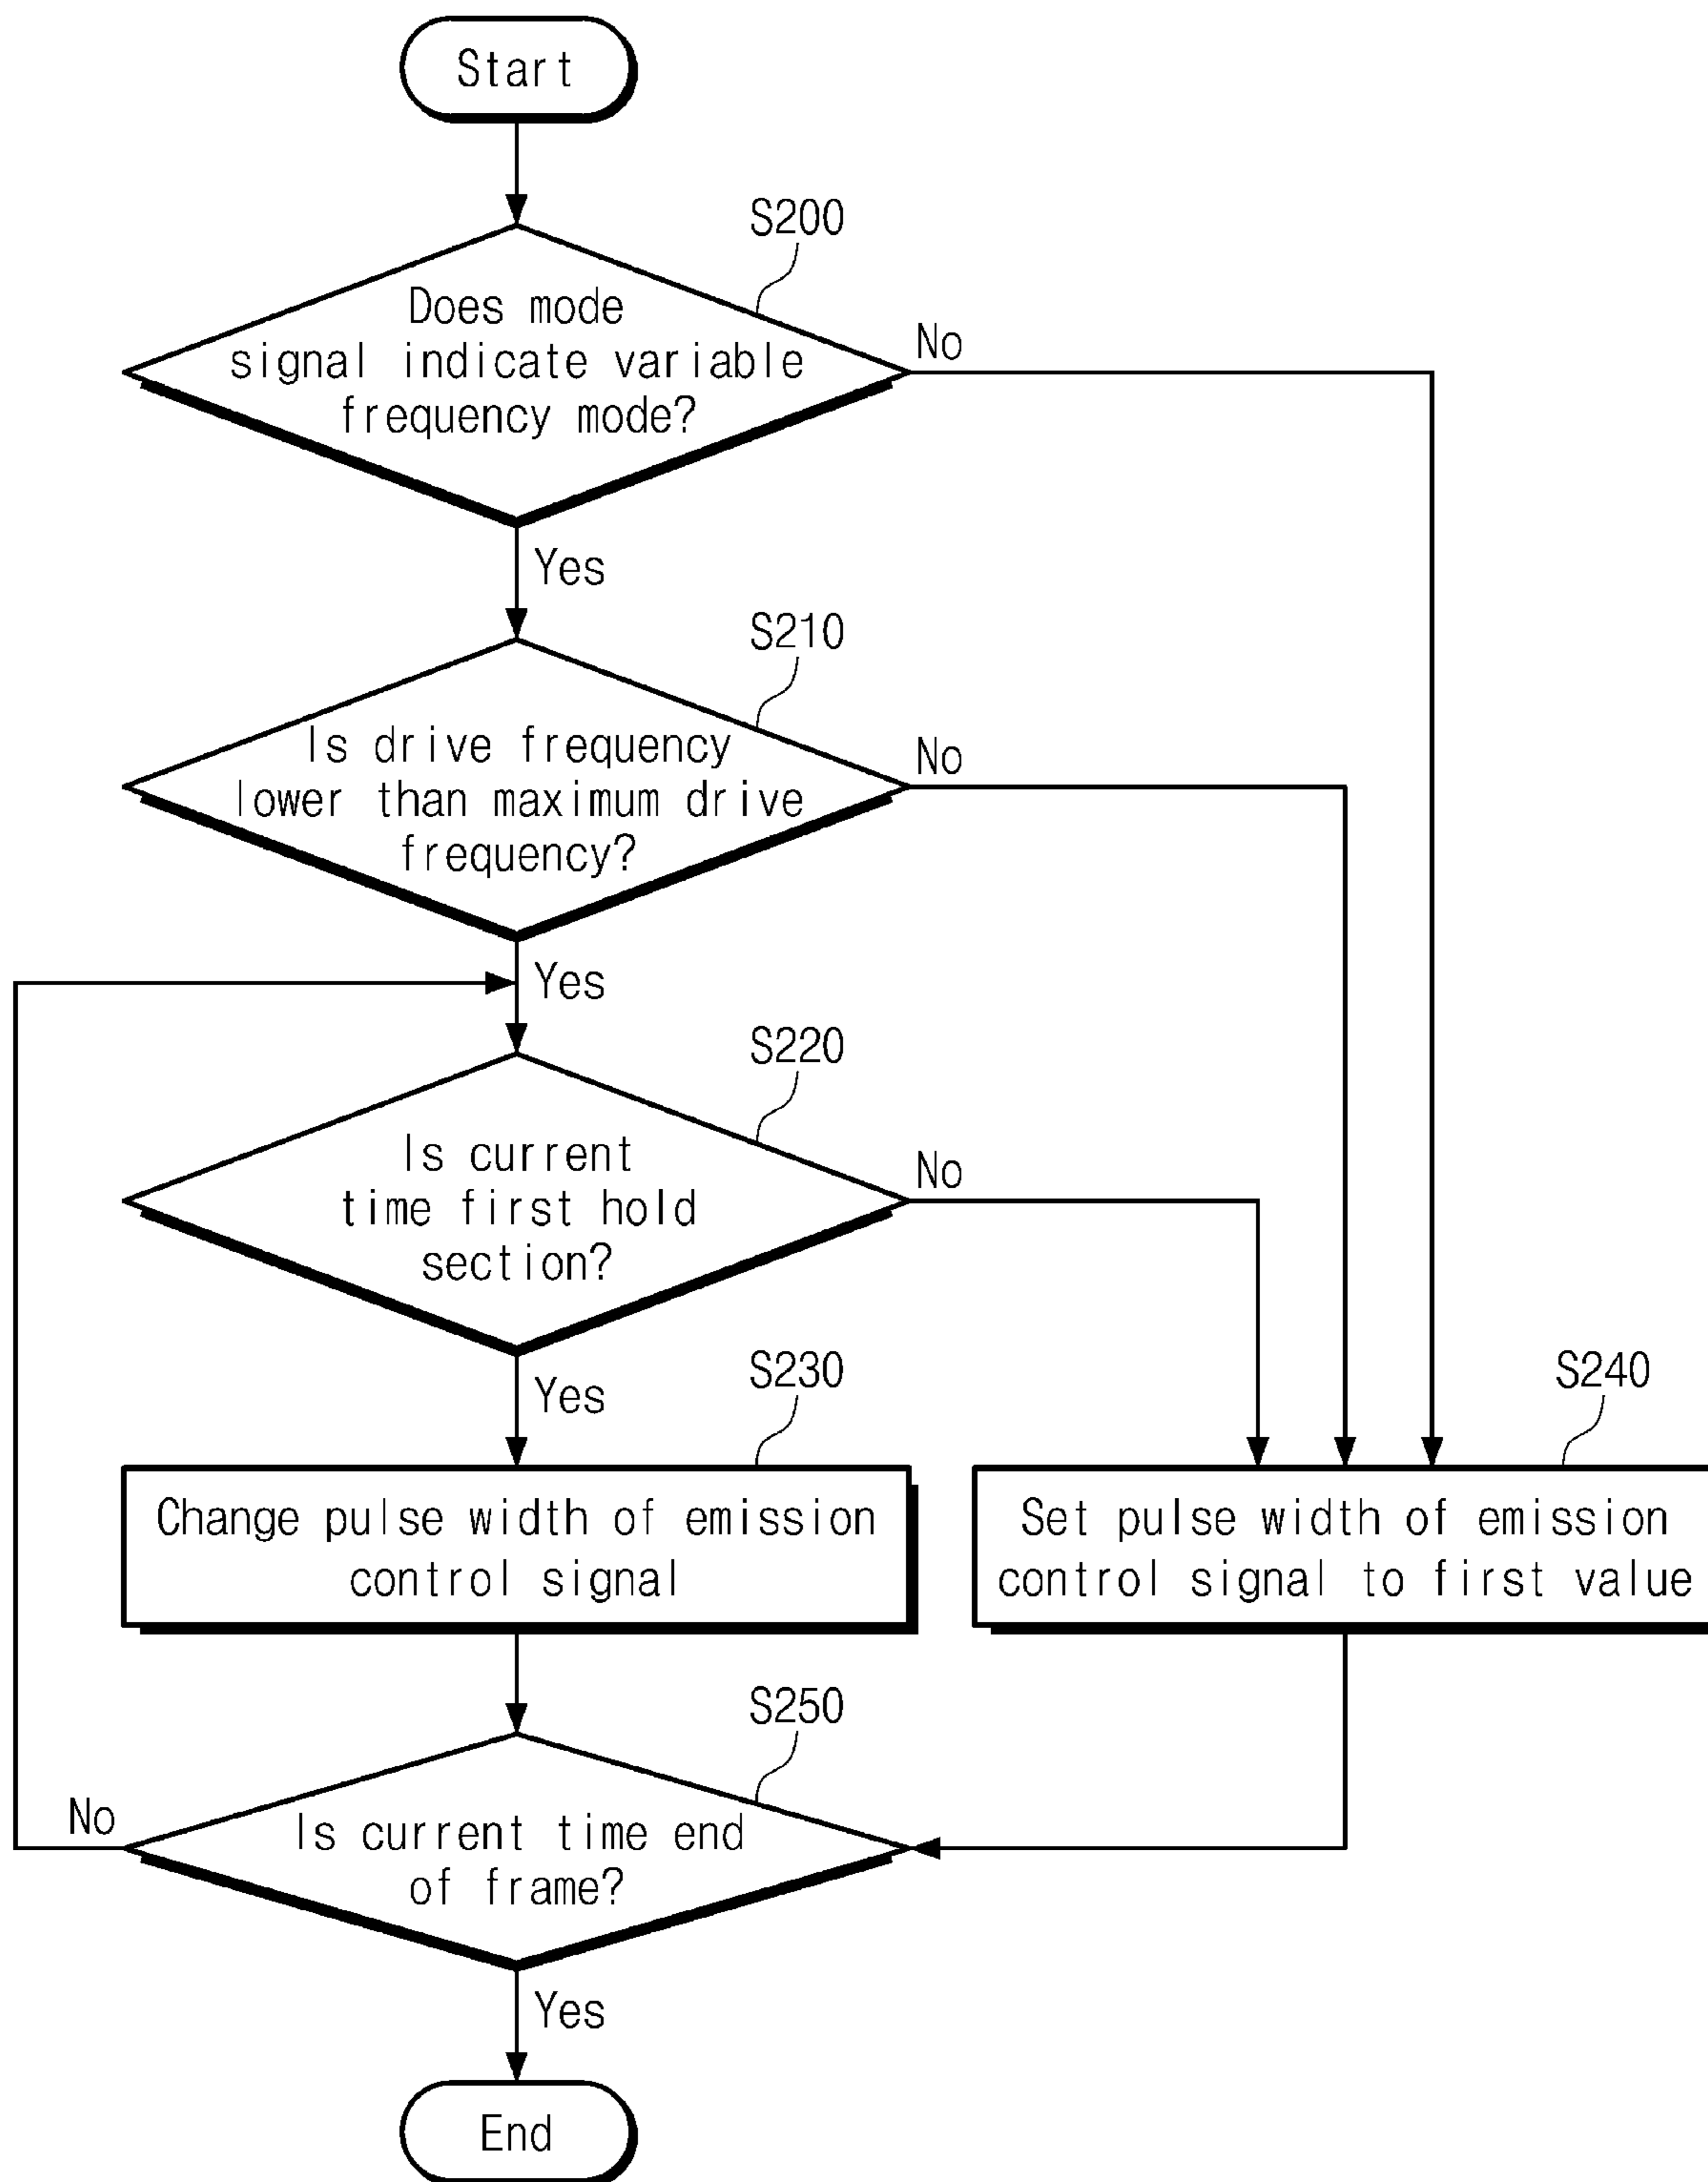 Start
S200
Does mode
signal indicate variable
frequency mode?
No
Yes
S210
Is drive frequency
lower than maximum drive
frequency?
No
Yes
S220
Is current
time first hold
section?
No
Yes
S230
S240
Change pulse width of emission
control signal
Set pulse width of emission
control signal to first value
S250
No
Is current time end
of frame?
Yes
End